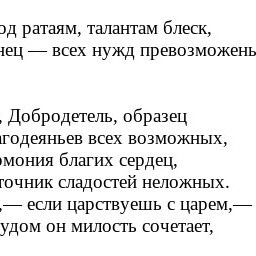 од ратаям, талантам блеск,
нец — всех нужд превозможень
, Добродетель, образец
агодеяньев всех возможных,
рмония благих сердец,
точник сладостей неложных.
,— если царствуешь с царем,—
удом он милость сочетает,